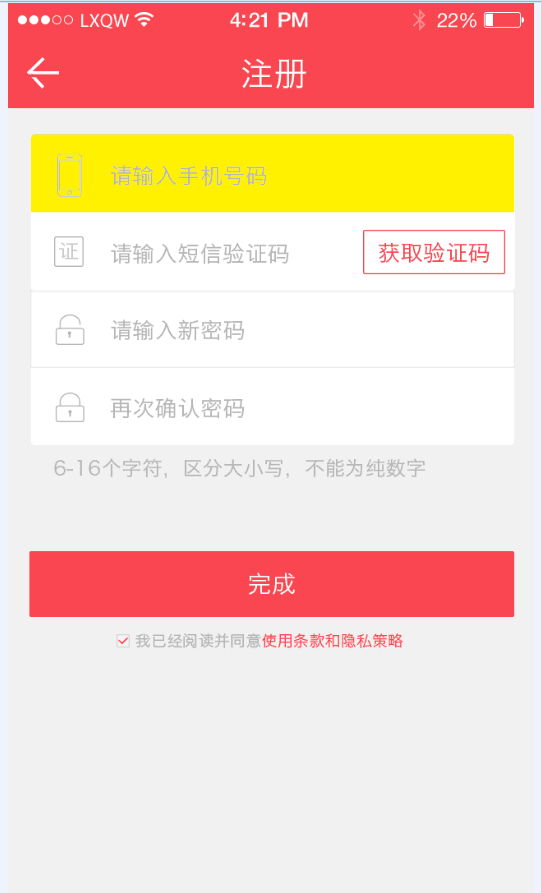 LXQW 4:21 PM 22%
注册
请输入手机号码
证 请输入短信验证码 获取验证码
请输入新密码
再次确认密码
6-16个字符，区分大小写，不能为纯数字
完成
我已经阅读并同意使用条款和隐私策略